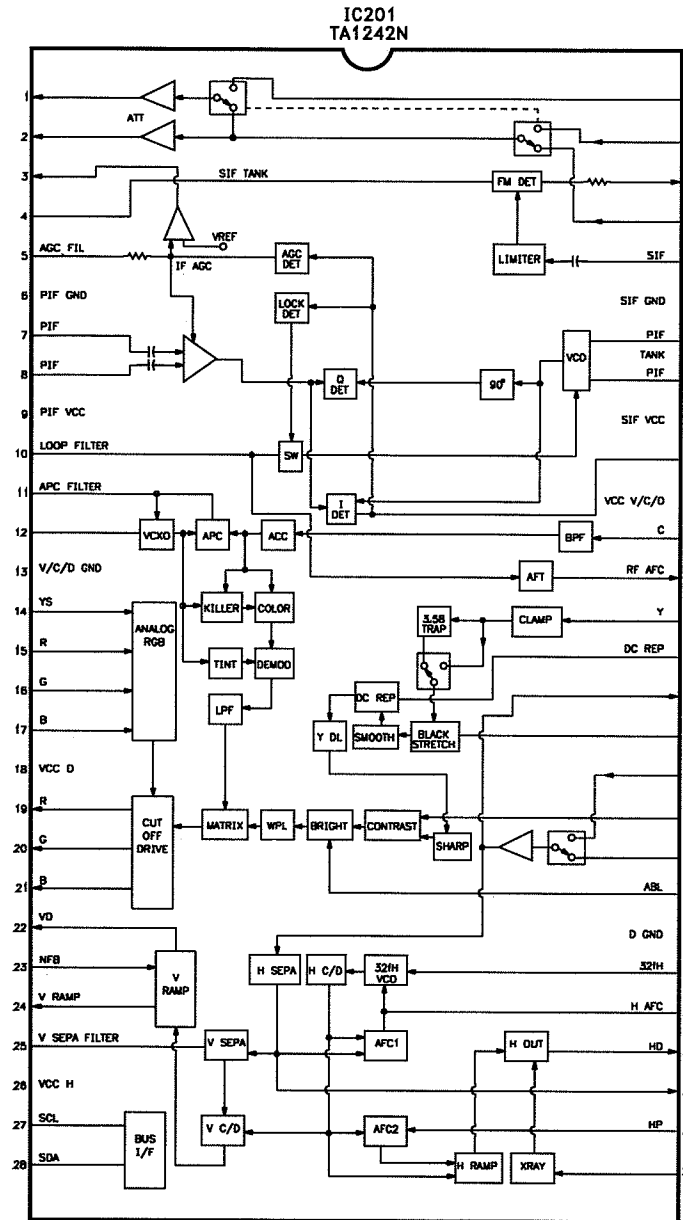 IC201
TA1242N
1
ATT
2
3
SIF TANK
FM DET
4
VREF
5
AGC FIL
IF AGC
AGC
DET
LIMITER
SIF
6
PIF GND
LOCK
DET
SIF GND
7
PIF
PIF
VCO
TANK
8
PIF
Q
DET
90°
PIF
9
PIF VCC
SIF VCC
10
LOOP FILTER
SW
11
APC FILTER
I
DET
VCC V/C/D
12
VCXO
APC
ACC
BPF
C
13
V/C/D GND
AFT
RF AFC
14
YS
ANALOG
RGB
KILLER
COLOR
3.58
TRAP
CLAMP
Y
15
R
TINT
DEMOD
DC REP
16
G
LPF
DC REP
17
B
Y DL
SMOOTH
BLACK
STRETCH
18
VCC D
19
R
CUT
OFF
DRIVE
MATRIX
WPL
BRIGHT
CONTRAST
20
G
SHARP
21
B
ABL
22
VD
D GND
23
NFB
V
RAMP
H SEPA
H C/D
32fH
VCO
32fH
24
V RAMP
H AFC
25
V SEPA FILTER
V SEPA
AFC1
H OUT
HD
26
VCC H
27
SCL
BUS
I/F
V C/D
AFC2
HP
28
SDA
H RAMP
XRAY